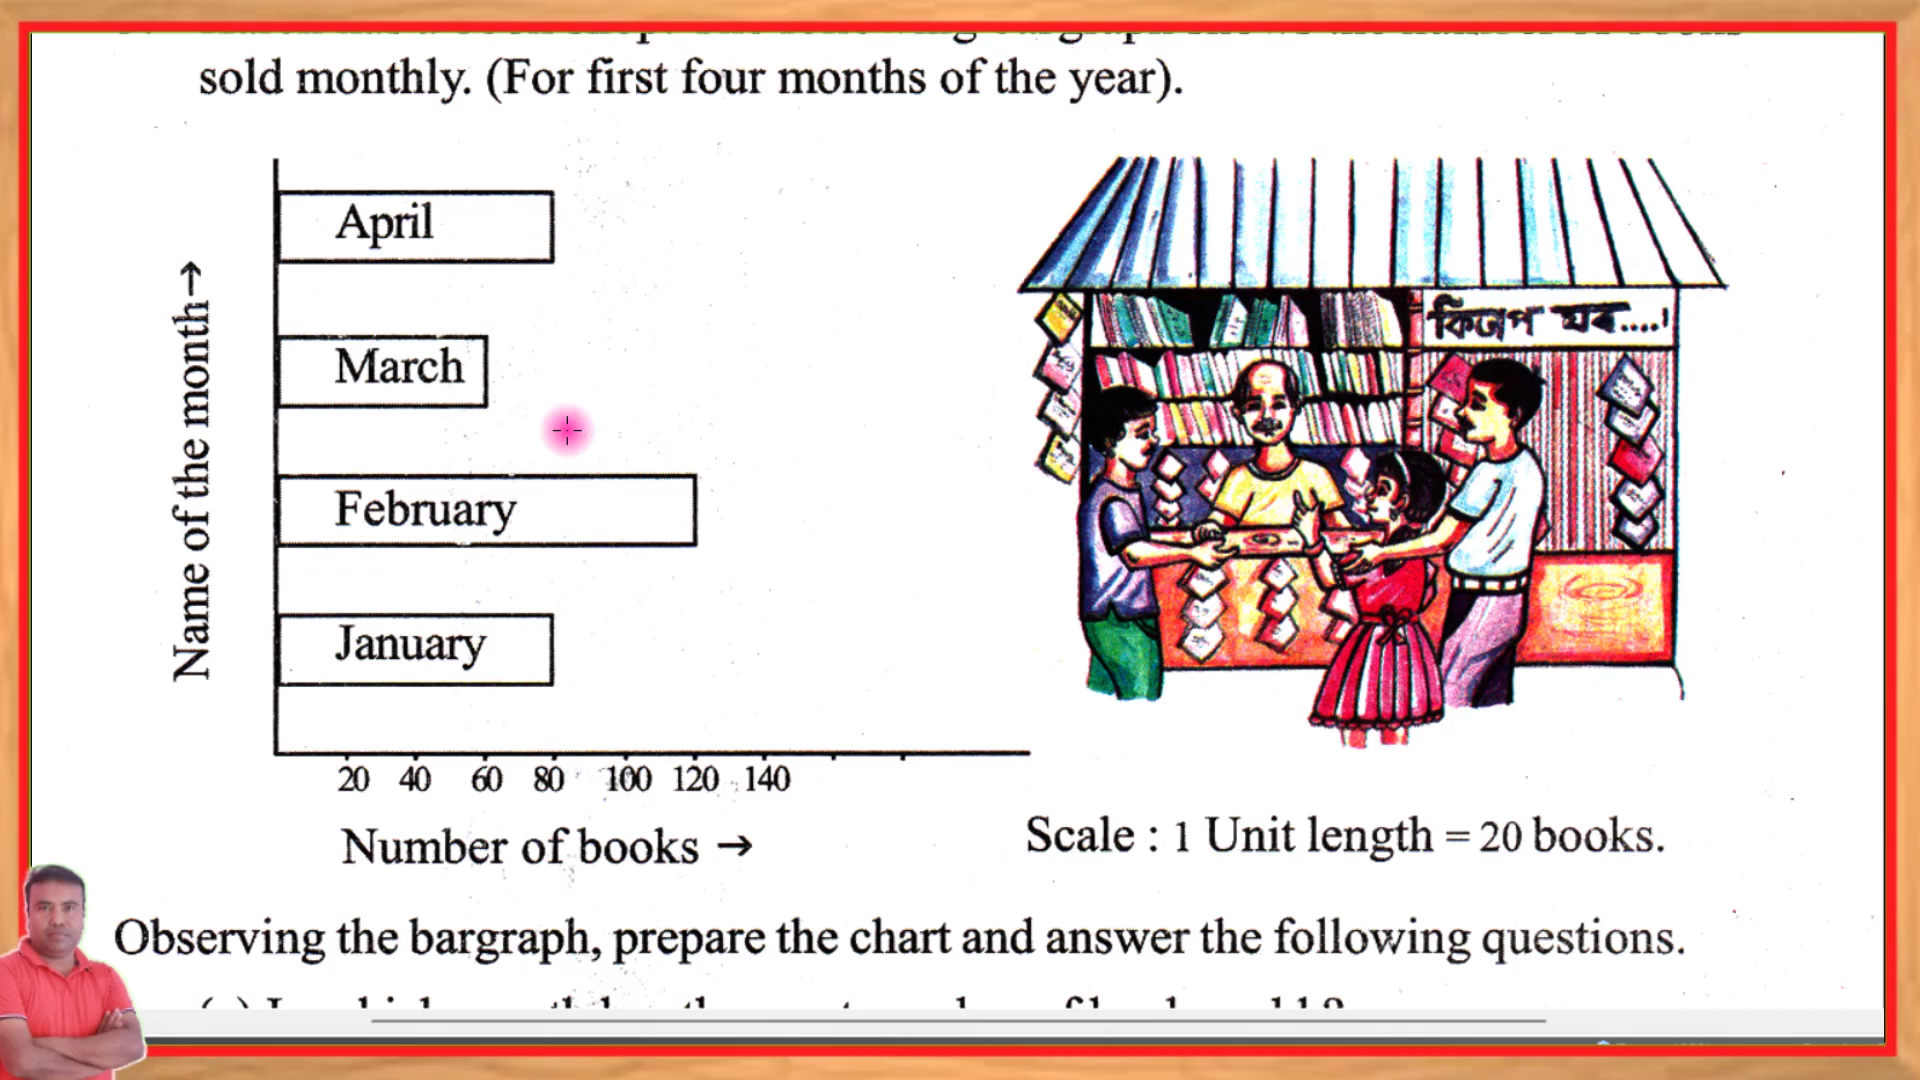 sold monthly. (For first four months of the year).
April
March
February
January
Name of the month→
20 40 60 80 100 120 140
Number of books →
কিতাপ ঘৰ....।
Scale : 1 Unit length = 20 books.
Observing the bargraph, prepare the chart and answer the following questions.